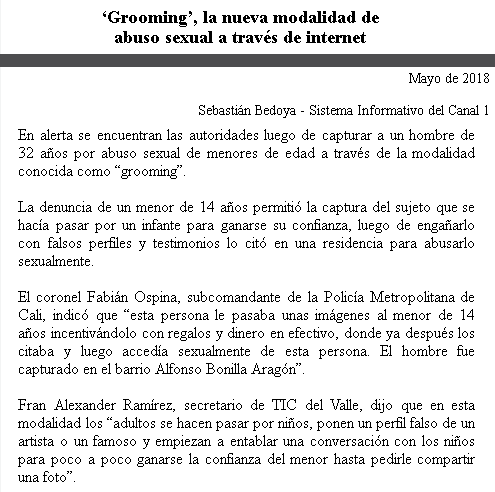 ‘Grooming’, la nueva modalidad de
abuso sexual a través de internet
Mayo de 2018
Sebastián Bedoya - Sistema Informativo del Canal 1
En alerta se encuentran las autoridades luego de capturar a un hombre de
32 años por abuso sexual de menores de edad a través de la modalidad
conocida como “grooming”.
La denuncia de un menor de 14 años permitió la captura del sujeto que se
hacía pasar por un infante para ganarse su confianza, luego de engañarlo
con falsos perfiles y testimonios lo citó en una residencia para abusarlo
sexualmente.
El coronel Fabián Ospina, subcomandante de la Policía Metropolitana de
Cali, indicó que “esta persona le pasaba unas imágenes al menor de 14
años incentivándolo con regalos y dinero en efectivo, donde ya después los
citaba y luego accedía sexualmente de esta persona. El hombre fue
capturado en el barrio Alfonso Bonilla Aragón”.
Fran Alexander Ramírez, secretario de TIC del Valle, dijo que en esta
modalidad los “adultos se hacen pasar por niños, ponen un perfil falso de un
artista o un famoso y empiezan a entablar una conversación con los niños
para poco a poco ganarse la confianza del menor hasta pedirle compartir
una foto”.